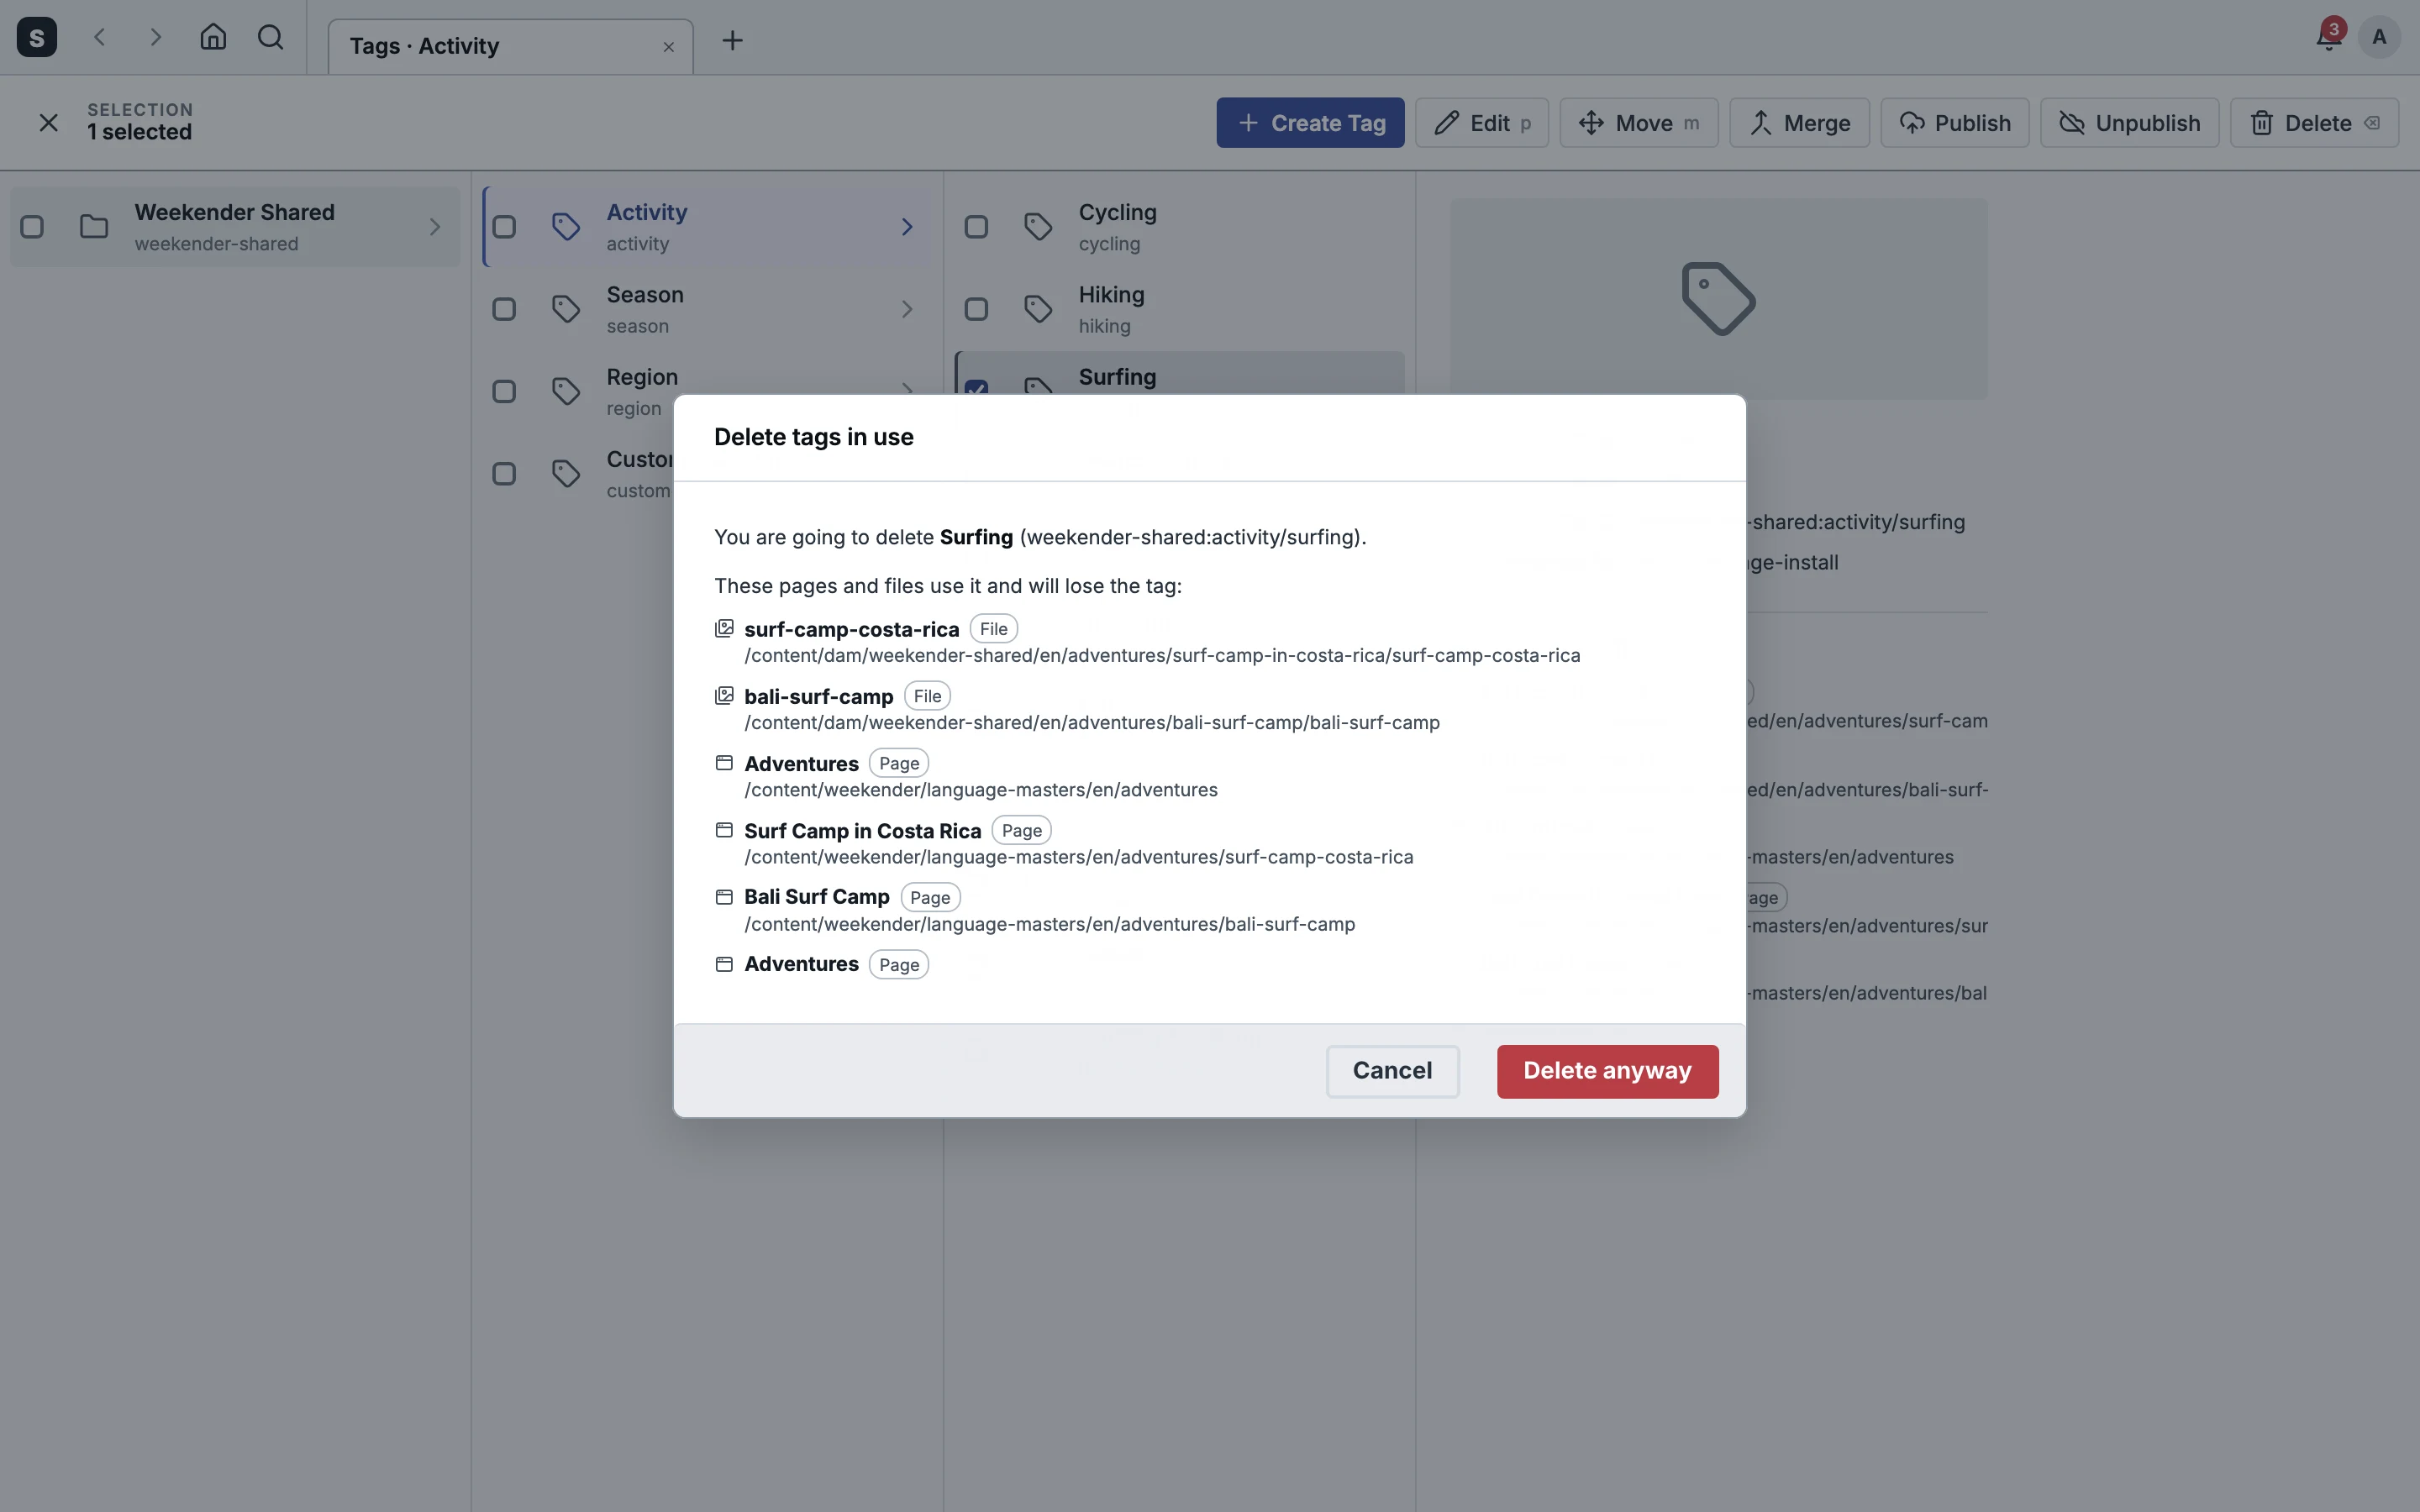 S
Tags · Activity
3
A
SELECTION
1 selected
Create Tag
Edit p
Move m
Merge
Publish
Unpublish
Delete
Weekender Shared
weekender-shared
Activity
activity
Season
season
Region
region
Custom
custom
Cycling
cycling
Hiking
hiking
Surfing
Delete tags in use
You are going to delete Surfing (weekender-shared:activity/surfing).
These pages and files use it and will lose the tag:
surf-camp-costa-rica File
/content/dam/weekender-shared/en/adventures/surf-camp-in-costa-rica/surf-camp-costa-rica
bali-surf-camp File
/content/dam/weekender-shared/en/adventures/bali-surf-camp/bali-surf-camp
Adventures Page
/content/weekender/language-masters/en/adventures
Surf Camp in Costa Rica Page
/content/weekender/language-masters/en/adventures/surf-camp-costa-rica
Bali Surf Camp Page
/content/weekender/language-masters/en/adventures/bali-surf-camp
Adventures Page
Cancel
Delete anyway
-shared:activity/surfing
ge-install
ed/en/adventures/surf-cam
ed/en/adventures/bali-surf-
-masters/en/adventures
age
-masters/en/adventures/sur
-masters/en/adventures/bal